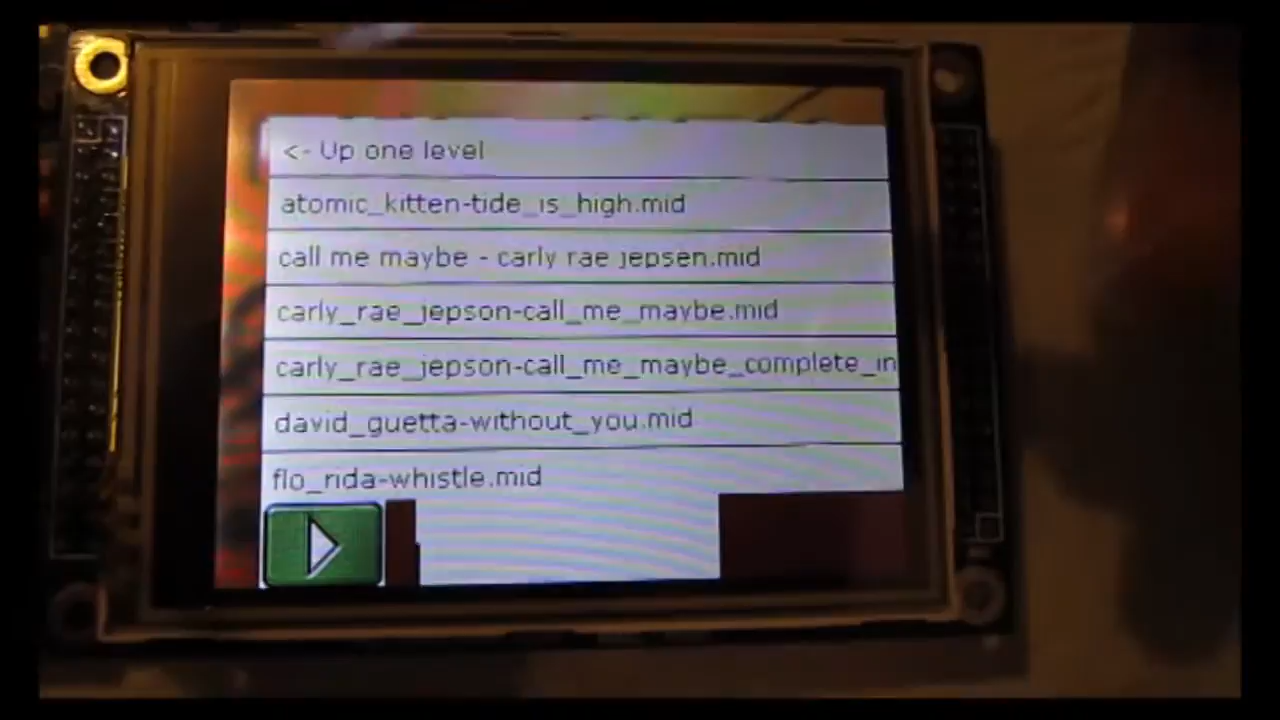 <- Up one level
atomic_kitten-tide_is_high.mid
call me maybe - carly rae jepsen.mid
carly_rae_jepson-call_me_maybe.mid
carly_rae_jepson-call_me_maybe_complete_in
david_guetta-without_you.mid
flo_rida-whistle.mid